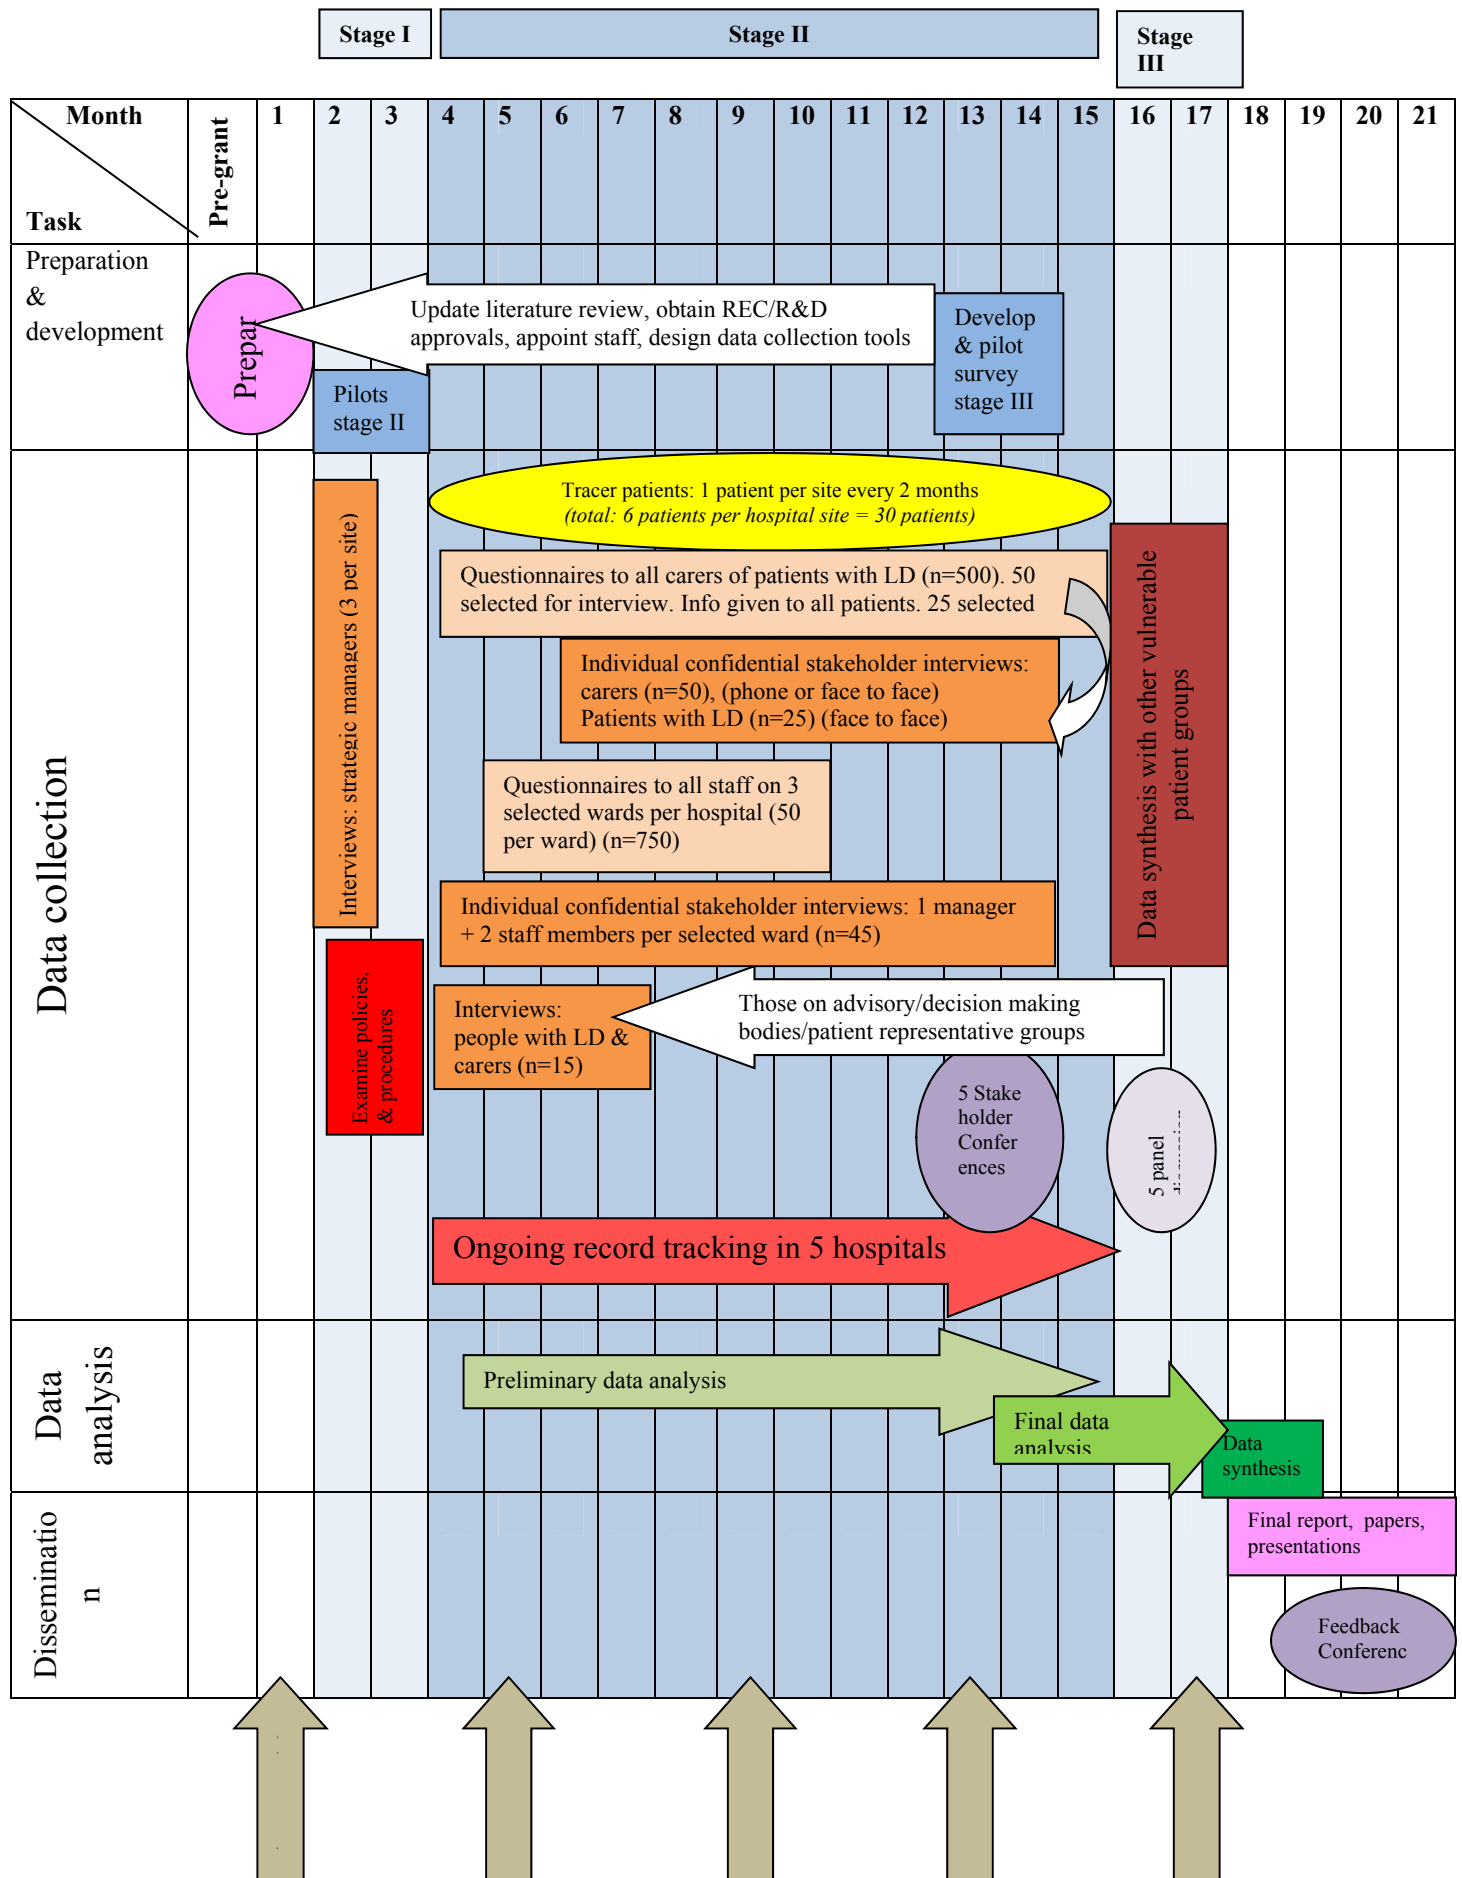 Stage I
Stage II
Stage
III
Month
Task
Pre-grant
1 2 3 4 5 6 7 8 9 10 11 12 13 14 15 16 17 18 19 20 21
Preparation
&
development
Prepar
Update literature review, obtain REC/R&D
approvals, appoint staff, design data collection tools
Develop
& pilot
survey
stage III
Pilots
stage II
Data collection
Interviews: strategic managers (3 per site)
Tracer patients: 1 patient per site every 2 months
(total: 6 patients per hospital site = 30 patients)
Questionnaires to all carers of patients with LD (n=500). 50
selected for interview. Info given to all patients. 25 selected
Individual confidential stakeholder interviews:
carers (n=50), (phone or face to face)
Patients with LD (n=25) (face to face)
Questionnaires to all staff on 3
selected wards per hospital (50
per ward) (n=750)
Individual confidential stakeholder interviews: 1 manager
+ 2 staff members per selected ward (n=45)
Data synthesis with other vulnerable
patient groups
Examine policies,
& procedures
Interviews:
people with LD &
carers (n=15)
Those on advisory/decision making
bodies/patient representative groups
5 Stake
holder
Confer
ences
5 panel
Ongoing record tracking in 5 hospitals
Data
analysis
Preliminary data analysis
Final data
analysis
Data
synthesis
Disseminatio
n
Final report, papers,
presentations
Feedback
Conferenc